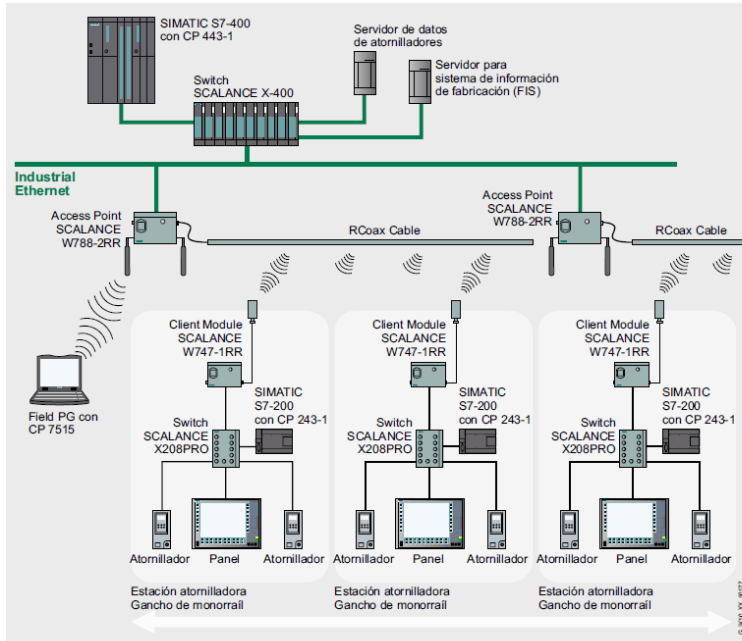 SIMATIC S7-400
con CP 443-1
Servidor de datos
de atornilladores
Servidor para
sistema de información
de fabricación (FIS)
Switch
SCALANCE X-400
Industrial
Ethernet
Access Point
SCALANCE
W788-2RR
RCoax Cable
Access Point
SCALANCE
W788-2RR
RCoax Cable
Field PG con
CP 7515
Client Module
SCALANCE
W747-1RR
SIMATIC
S7-200
con CP 243-1
Switch
SCALANCE
X208PRO
Atornillador
Panel
Atornillador
Estación atornilladora
Gancho de monorraíl
Client Module
SCALANCE
W747-1RR
SIMATIC
S7-200
con CP 243-1
Switch
SCALANCE
X208PRO
Atornillador
Panel
Atornillador
Estación atornilladora
Gancho de monorraíl
Client Module
SCALANCE
W747-1RR
SIMATIC
S7-200
con CP 243-1
Switch
SCALANCE
X208PRO
Atornillador
Panel
Atornillador
Estación atornilladora
Gancho de monorraíl